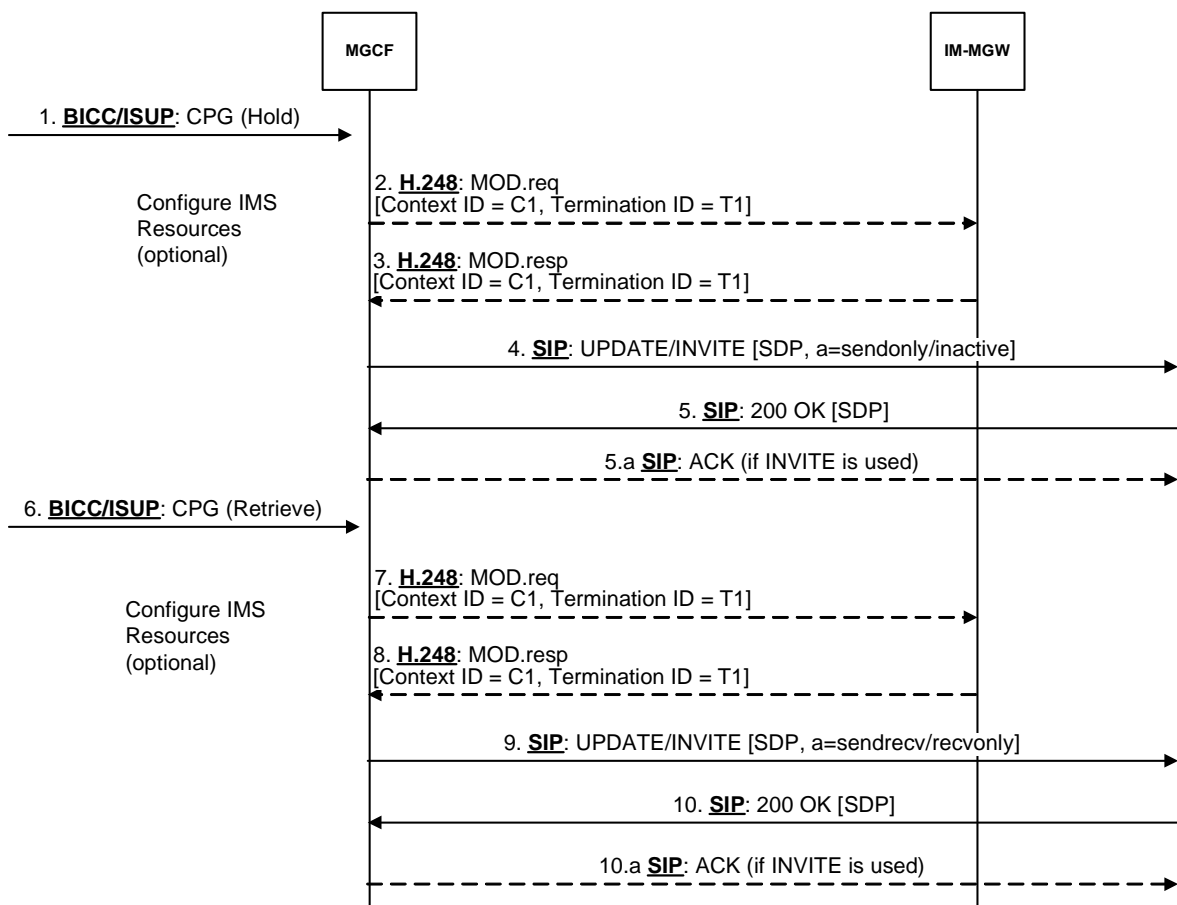 MGCF
IM-MGW
1. BICC/ISUP: CPG (Hold)
2. H.248: MOD.req
[Context ID = C1, Termination ID = T1]
Configure IMS
Resources
(optional)
3. H.248: MOD.resp
[Context ID = C1, Termination ID = T1]
4. SIP: UPDATE/INVITE [SDP, a=sendonly/inactive]
5. SIP: 200 OK [SDP]
5.a SIP: ACK (if INVITE is used)
6. BICC/ISUP: CPG (Retrieve)
7. H.248: MOD.req
[Context ID = C1, Termination ID = T1]
Configure IMS
Resources
(optional)
8. H.248: MOD.resp
[Context ID = C1, Termination ID = T1]
9. SIP: UPDATE/INVITE [SDP, a=sendrecv/recvonly]
10. SIP: 200 OK [SDP]
10.a SIP: ACK (if INVITE is used)